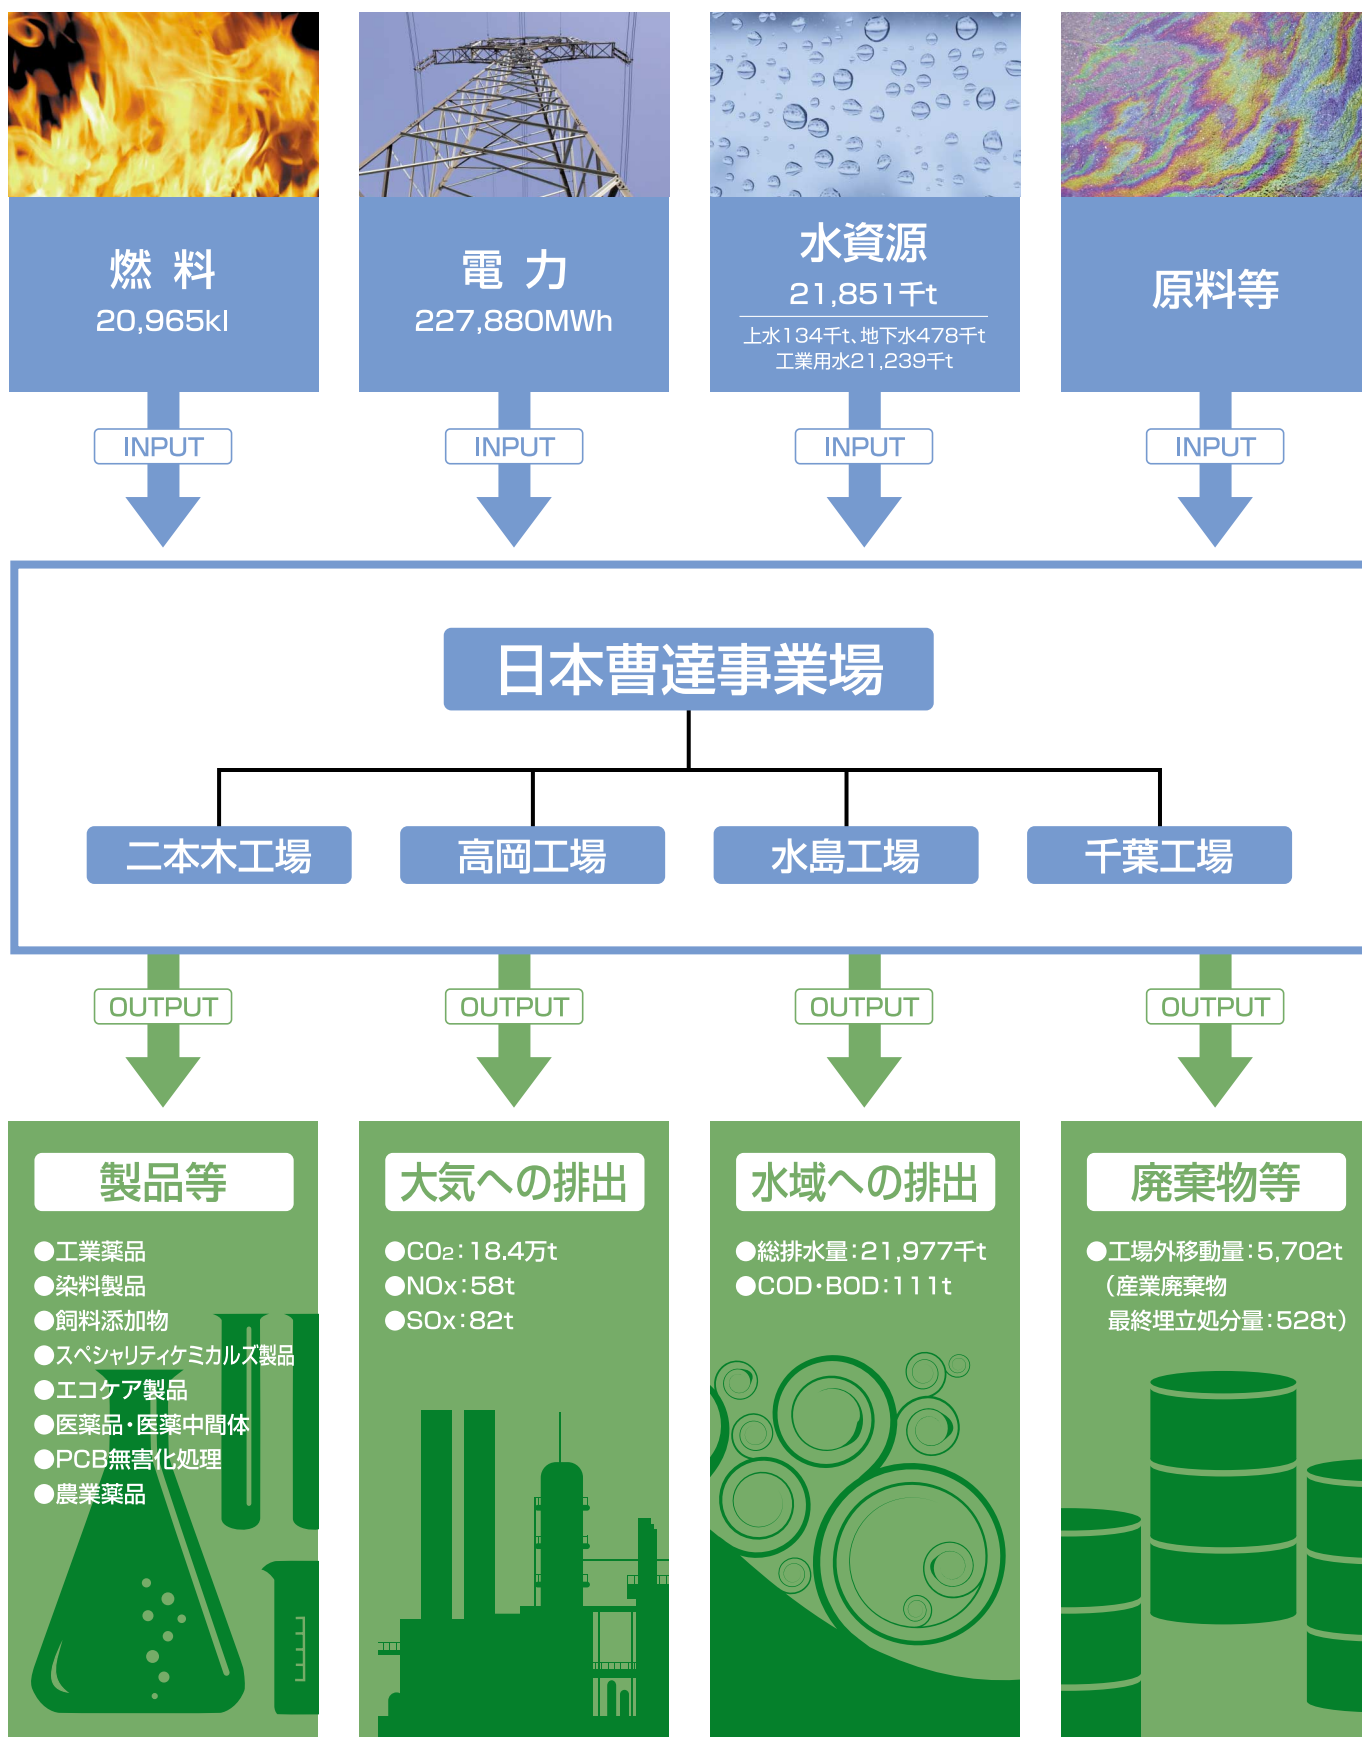 燃料
20,965kl
電力
227,880MWh
水資源
21,851千t
上水134千t、地下水478千t
工業用水21,239千t
原料等
INPUT
INPUT
INPUT
INPUT
日本曹達事業場
二本木工場
高岡工場
水島工場
千葉工場
OUTPUT
OUTPUT
OUTPUT
OUTPUT
製品等
●工業薬品
●染料製品
●飼料添加物
●スペシャリティケミカルズ製品
●エコケア製品
●医薬品・医薬中間体
●PCB無害化処理
●農業薬品
大気への排出
●CO₂：18.4万t
●NOx：58t
●SOx：82t
水域への排出
●総排水量：21,977千t
●COD・BOD：111t
廃棄物等
●工場外移動量：5,702t
（産業廃棄物
最終埋立処分量：528t）